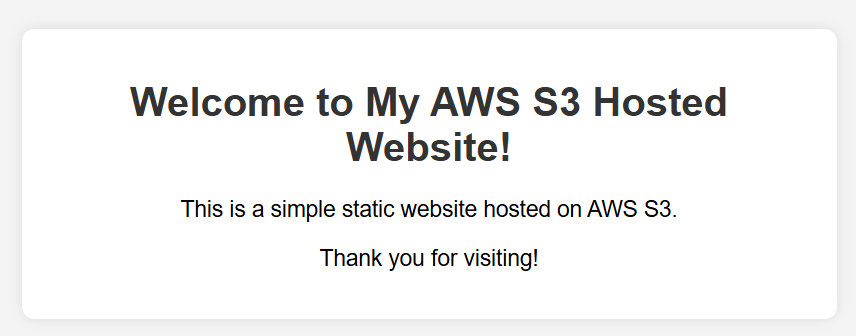 Welcome to My AWS S3 Hosted
Website!
This is a simple static website hosted on AWS S3.
Thank you for visiting!